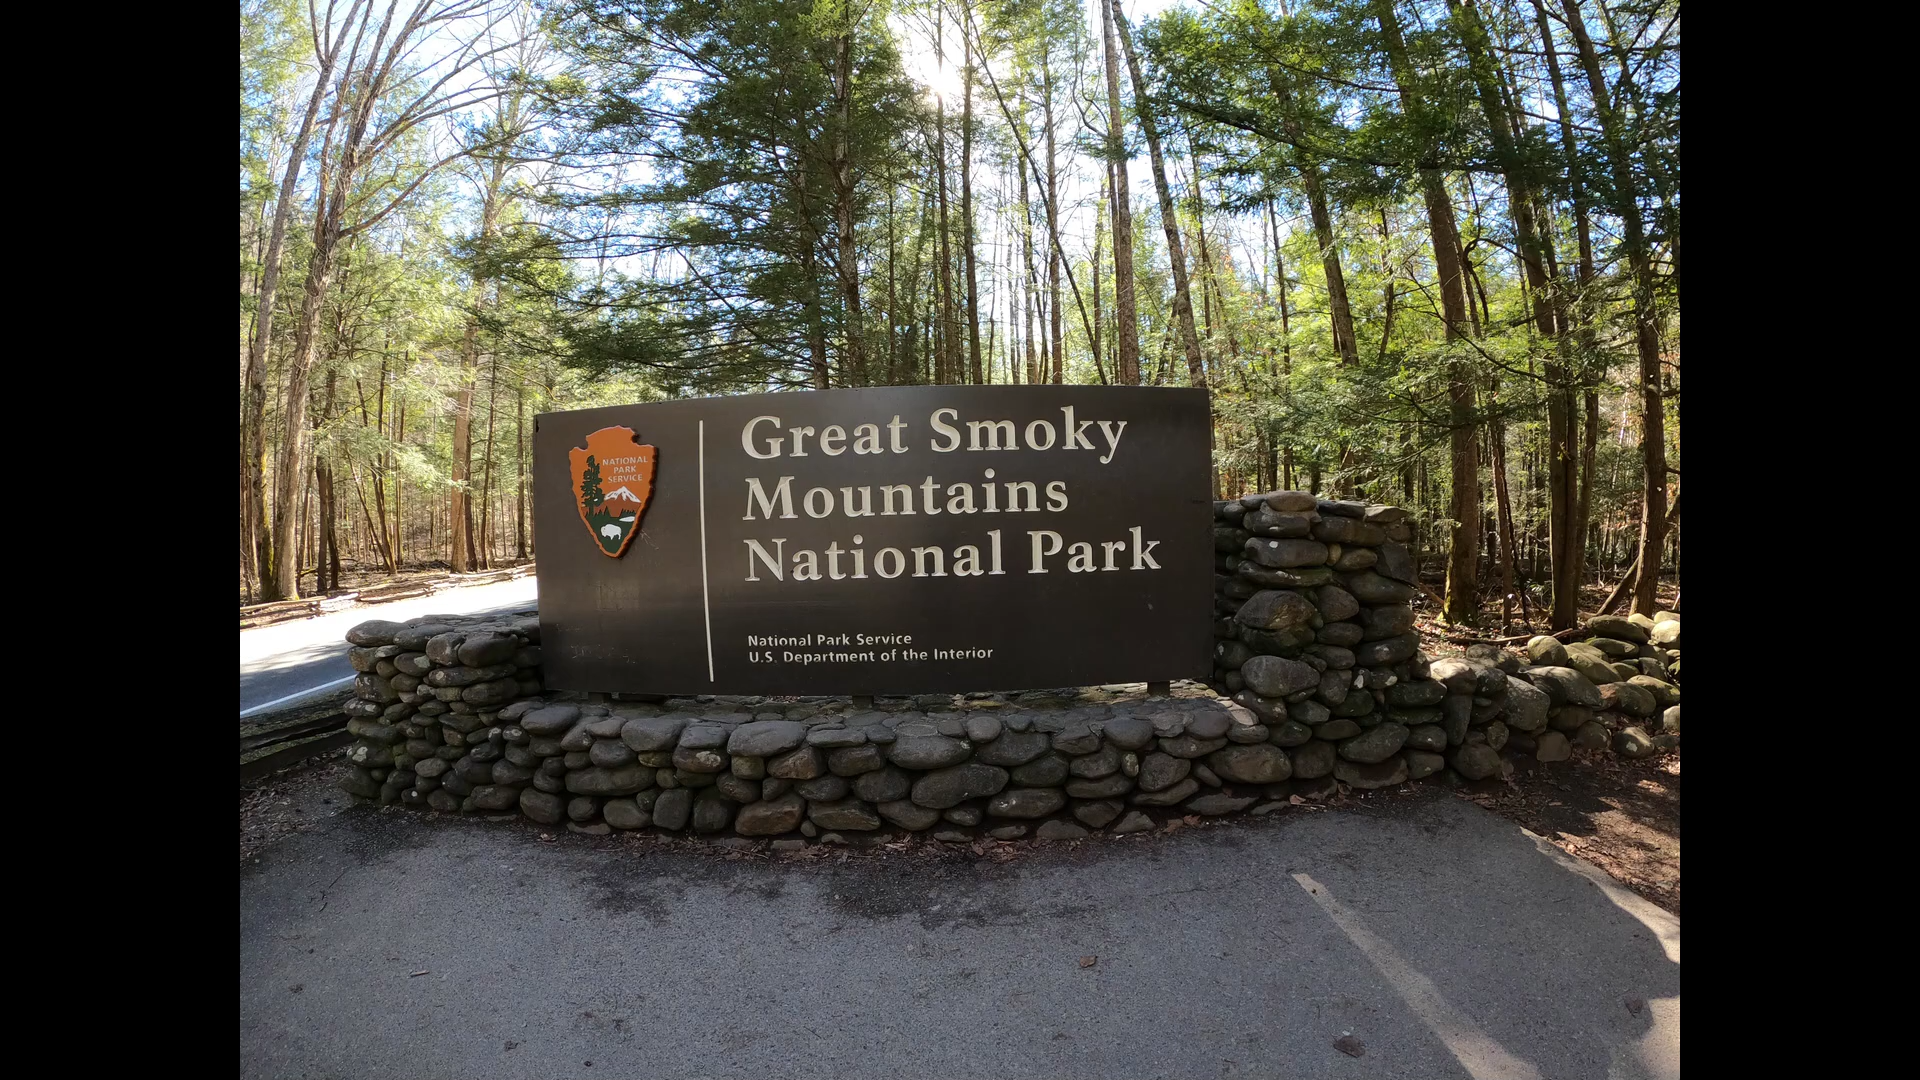 NATIONAL
PARK
SERVICE
Great Smoky
Mountains
National Park
National Park Service
U.S. Department of the Interior